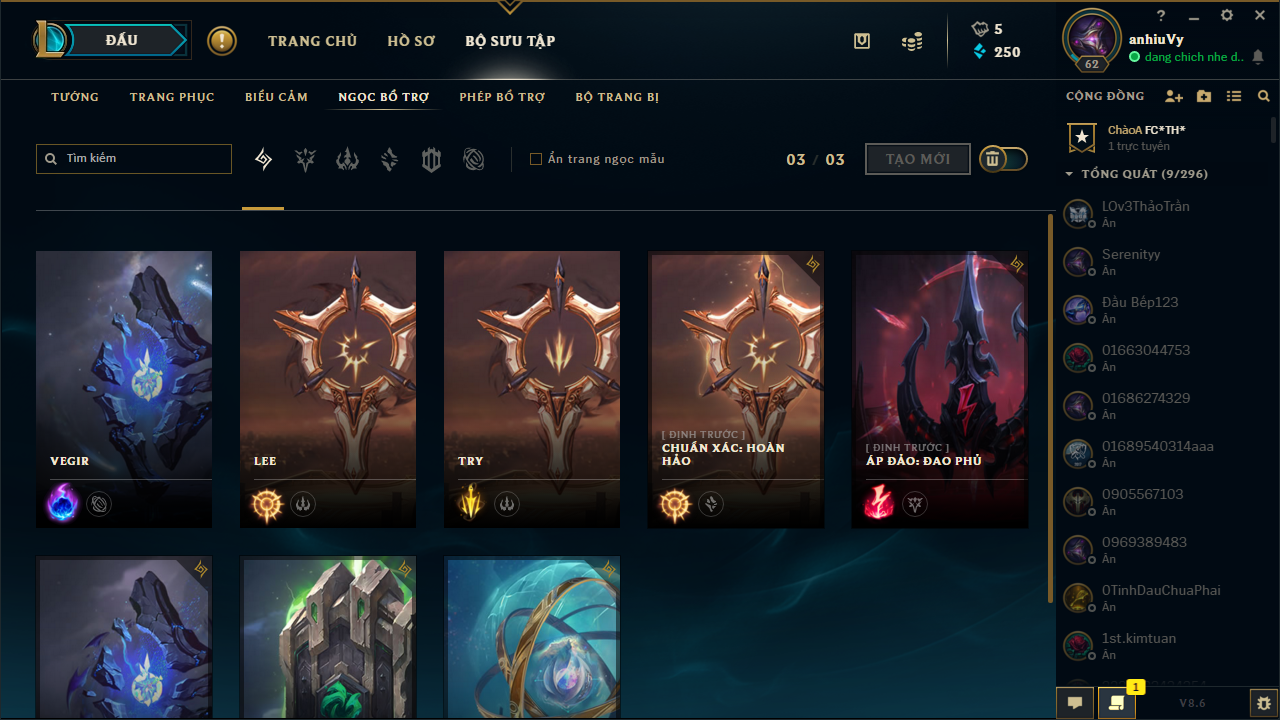 ĐẤU
TRANG CHỦ
HỒ SƠ
BỘ SƯU TẬP
5
250
62
anhiuVy
dang chich nhe d..
TƯỚNG
TRANG PHỤC
BIỂU CẢM
NGỌC BỔ TRỢ
PHÉP BỔ TRỢ
BỘ TRANG BỊ
Tìm kiếm
Ẩn trang ngọc mẫu
03 / 03
TẠO MỚI
VEGIR
LEE
TRY
[ ĐỊNH TRƯỚC ]
CHUẨN XÁC: HOÀN
HẢO
[ ĐỊNH TRƯỚC ]
ÁP ĐẢO: ĐAO PHỦ
CỘNG ĐỒNG
ChàoA FC*TH*
1 trực tuyến
TỔNG QUÁT (9/296)
LOv3ThảoTrần
Ẩn
Serenityy
Ẩn
Đầu Bếp123
Ẩn
01663044753
Ẩn
01686274329
Ẩn
01689540314aaa
Ẩn
0905567103
Ẩn
0969389483
Ẩn
0TinhDauChuaPhai
Ẩn
1st.kimtuan
Ẩn
1
V8.6